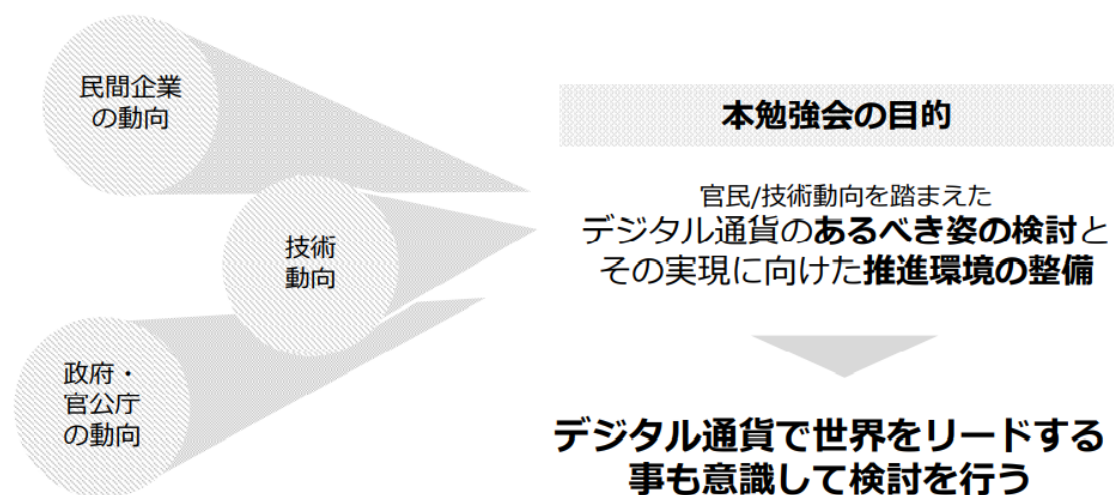 民間企業
の動向
技術
動向
政府・
官公庁
の動向
本勉強会の目的
官民/技術動向を踏まえた
デジタル通貨のあるべき姿の検討と
その実現に向けた推進環境の整備
デジタル通貨で世界をリードする
事も意識して検討を行う